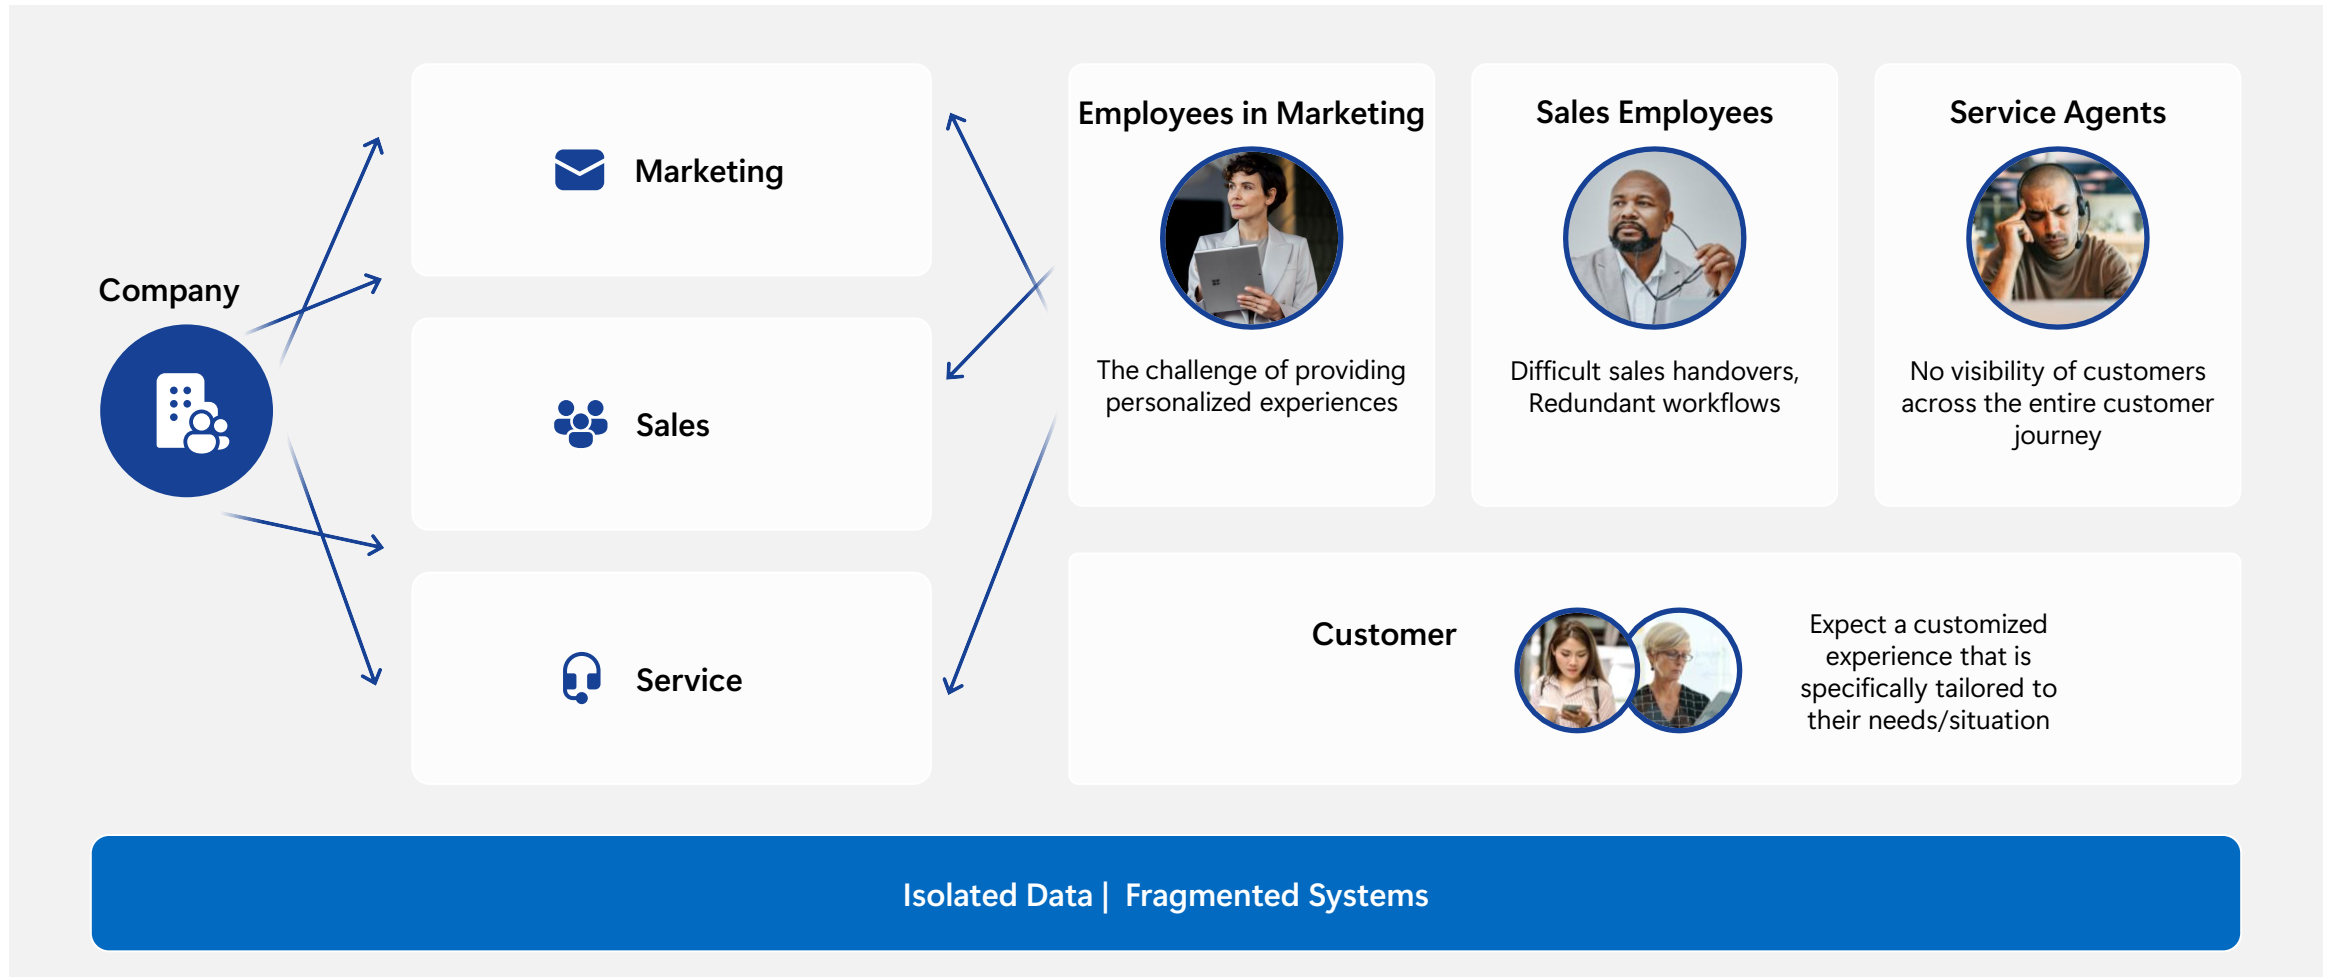 Company
Marketing
Sales
Service
Employees in Marketing
The challenge of providing
personalized experiences
Sales Employees
Difficult sales handovers,
Redundant workflows
Service Agents
No visibility of customers
across the entire customer
journey
Customer
Expect a customized
experience that is
specifically tailored to
their needs/situation
Isolated Data | Fragmented Systems